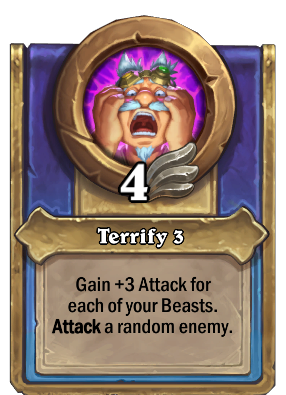 4
Terrify 3
Gain +3 Attack for
each of your Beasts.
Attack a random enemy.